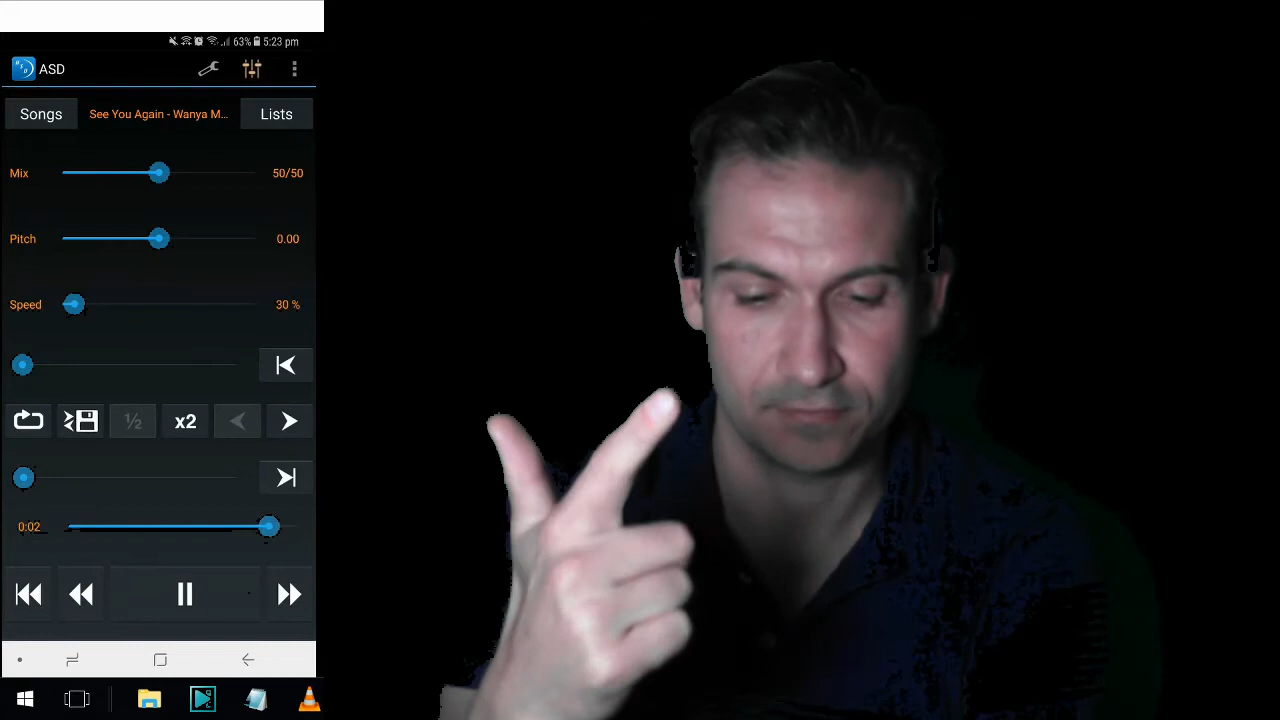 63% 5:23 pm
ASD
Songs See You Again - Wanya M... Lists
Mix 50/50
Pitch 0.00
Speed 30 %
½ x2
0:02